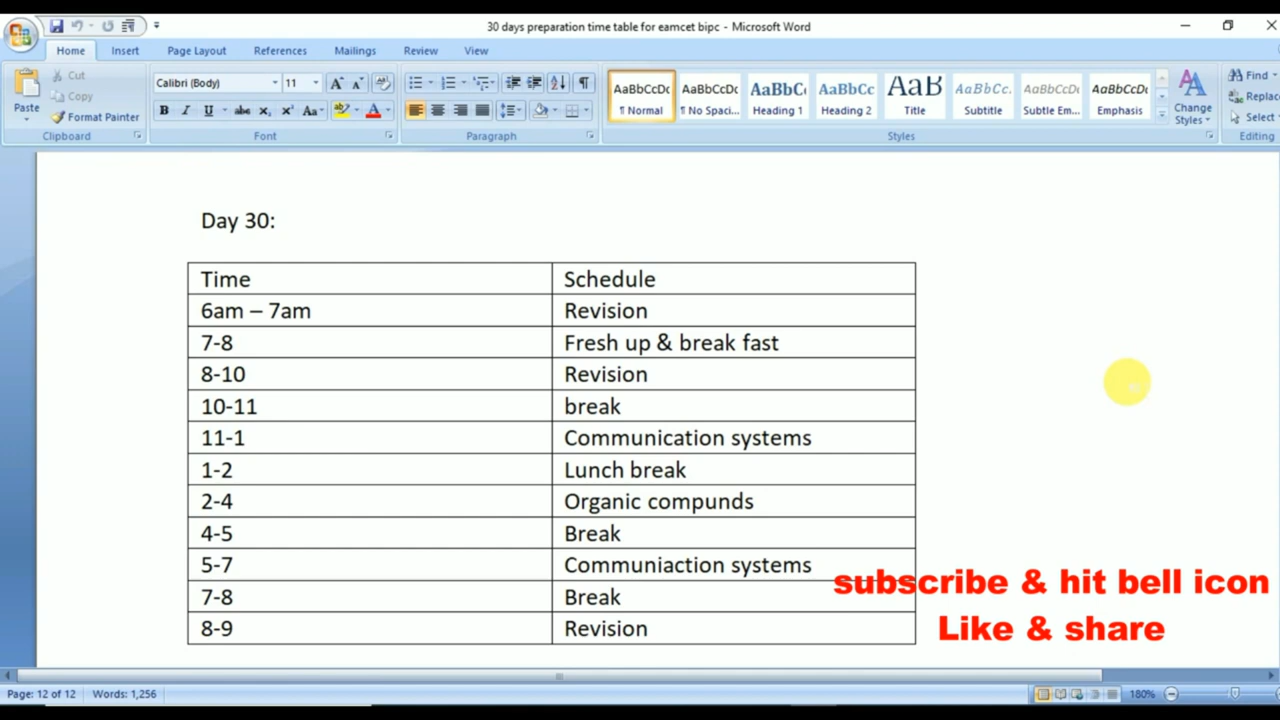 30 days preparation time table for eamcet bipc - Microsoft Word
Home Insert Page Layout References Mailings Review View
Paste
Cut
Copy
Format Painter
Clipboard
Calibri (Body) 11
Font
Paragraph
AaBbCcDc AaBbCcDc AaBbC AaBbCc AaB AaBbCc. AaBbCcDc AaBbCcDc
¶ Normal ¶ No Spaci... Heading 1 Heading 2 Title Subtitle Subtle Em... Emphasis
Styles
Change Styles
Find
Replac
Select
Editing
Day 30:
Time Schedule
6am – 7am Revision
7-8 Fresh up & break fast
8-10 Revision
10-11 break
11-1 Communication systems
1-2 Lunch break
2-4 Organic compunds
4-5 Break
5-7 Communiaction systems
7-8 Break
8-9 Revision
subscribe & hit bell icon
Like & share
Page: 12 of 12 Words: 1,256 180%